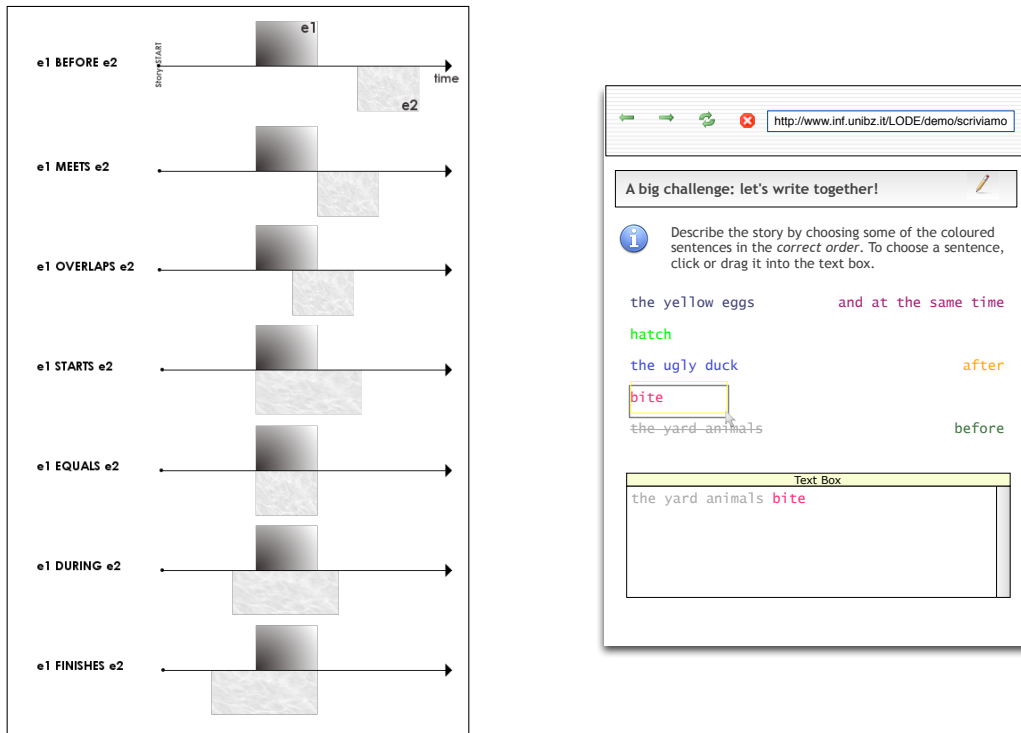 e1 BEFORE e2
Story START
e1
time
e2
e1 MEETS e2
e1 OVERLAPS e2
e1 STARTS e2
e1 EQUALS e2
e1 DURING e2
e1 FINISHES e2
http://www.inf.unibz.it/LODE/demo/scriviamo
A big challenge: let's write together!
Describe the story by choosing some of the coloured
sentences in the correct order. To choose a sentence,
click or drag it into the text box.
the yellow eggs and at the same time
hatch
the ugly duck after
bite
the yard animals before
Text Box
the yard animals bite